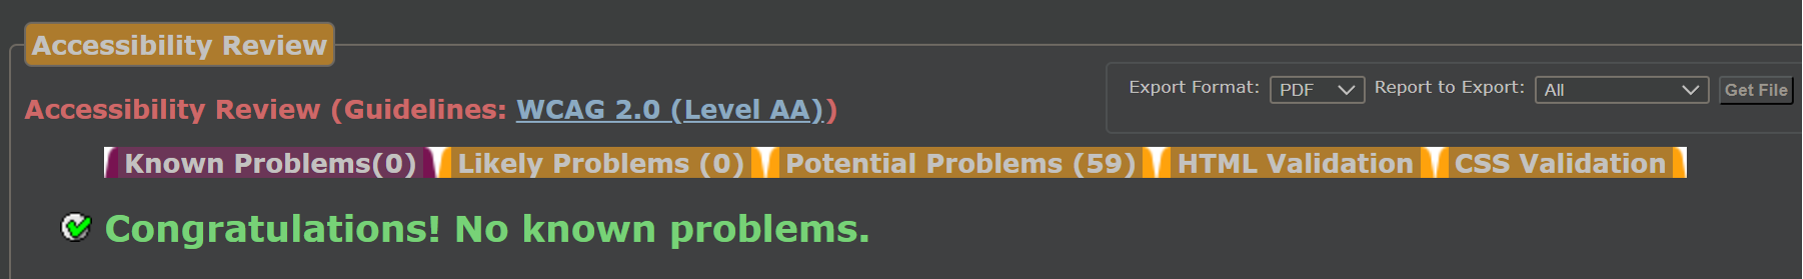 Accessibility Review
Export Format: PDF Report to Export: All Get File
Accessibility Review (Guidelines: WCAG 2.0 (Level AA))
Known Problems(0) Likely Problems (0) Potential Problems (59) HTML Validation CSS Validation
Congratulations! No known problems.